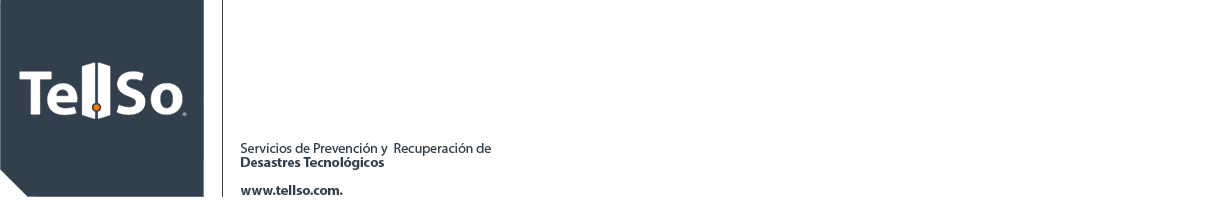 TellSo
Servicios de Prevención y Recuperación de
Desastres Tecnológicos
www.tellso.com.